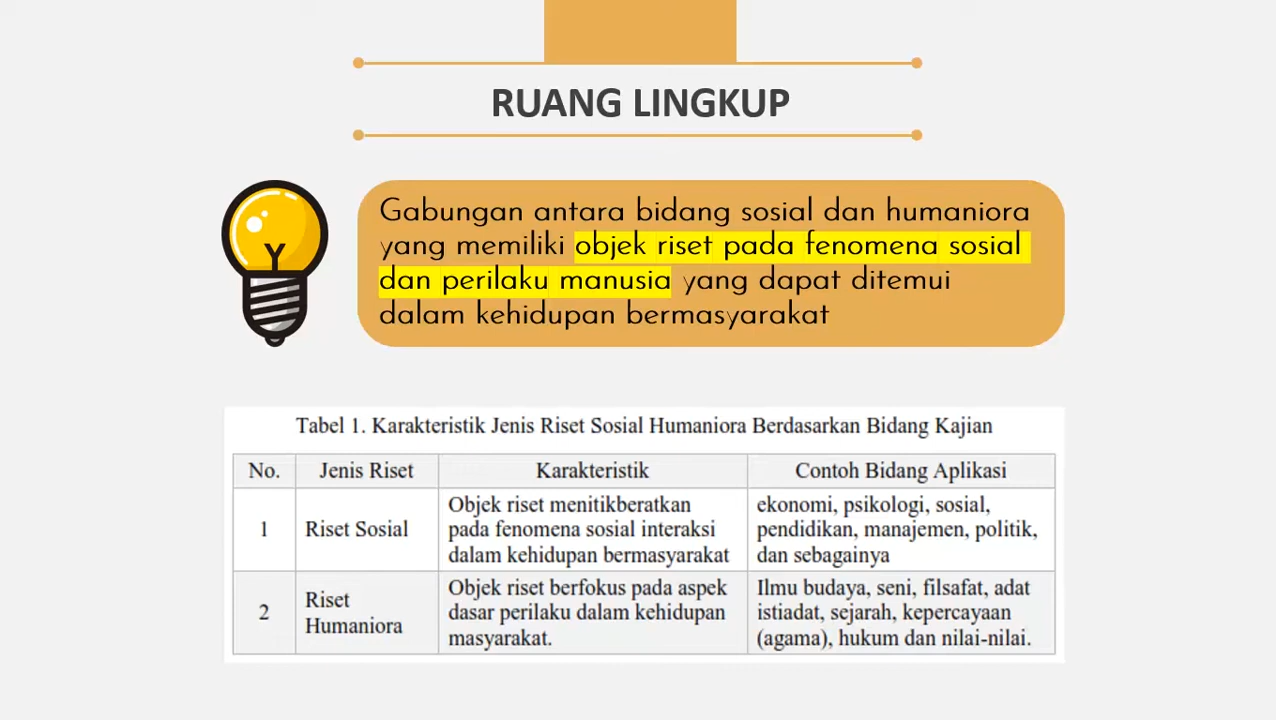 RUANG LINGKUP
Gabungan antara bidang sosial dan humaniora
yang memiliki objek riset pada fenomena sosial
dan perilaku manusia yang dapat ditemui
dalam kehidupan bermasyarakat
Tabel 1. Karakteristik Jenis Riset Sosial Humaniora Berdasarkan Bidang Kajian
No. Jenis Riset Karakteristik Contoh Bidang Aplikasi
1 Riset Sosial
Objek riset menitikberatkan
pada fenomena sosial interaksi
dalam kehidupan bermasyarakat
ekonomi, psikologi, sosial,
pendidikan, manajemen, politik,
dan sebagainya
2 Riset
Humaniora
Objek riset berfokus pada aspek
dasar perilaku dalam kehidupan
masyarakat.
Ilmu budaya, seni, filsafat, adat
istiadat, sejarah, kepercayaan
(agama), hukum dan nilai-nilai.